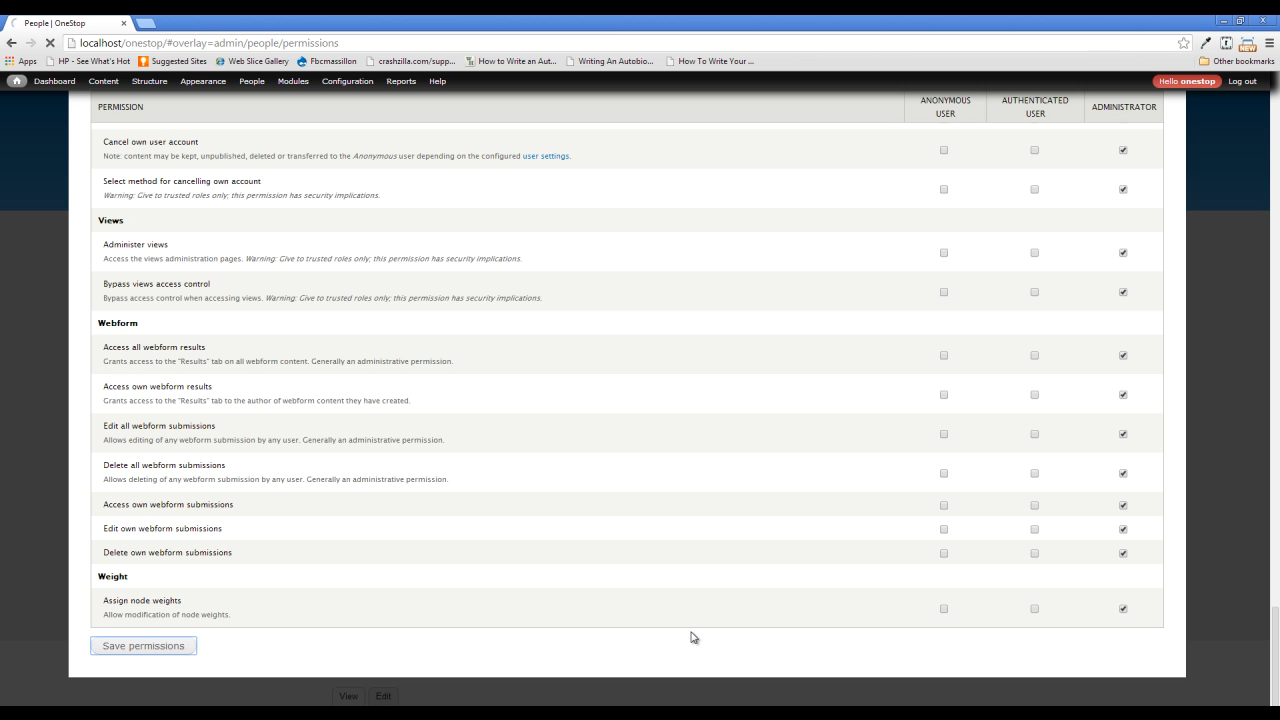 People | OneStop
localhost/onestop/#overlay=admin/people/permissions
Apps HP - See What's Hot Suggested Sites Web Slice Gallery Fbcmassillon crashzilla.com/supp... How to Write an Aut... Writing An Autobio... How To Write Your ... NEW Other bookmarks
Dashboard Content Structure Appearance People Modules Configuration Reports Help Hello onestop Log out
PERMISSION ANONYMOUS USER AUTHENTICATED USER ADMINISTRATOR
Cancel own user account
Note: content may be kept, unpublished, deleted or transferred to the Anonymous user depending on the configured user settings.
Select method for cancelling own account
Warning: Give to trusted roles only; this permission has security implications.
Views
Administer views
Access the views administration pages. Warning: Give to trusted roles only; this permission has security implications.
Bypass views access control
Bypass access control when accessing views. Warning: Give to trusted roles only; this permission has security implications.
Webform
Access all webform results
Grants access to the "Results" tab on all webform content. Generally an administrative permission.
Access own webform results
Grants access to the "Results" tab to the author of webform content they have created.
Edit all webform submissions
Allows editing of any webform submission by any user. Generally an administrative permission.
Delete all webform submissions
Allows deleting of any webform submission by any user. Generally an administrative permission.
Access own webform submissions
Edit own webform submissions
Delete own webform submissions
Weight
Assign node weights
Allow modification of node weights.
Save permissions
View Edit